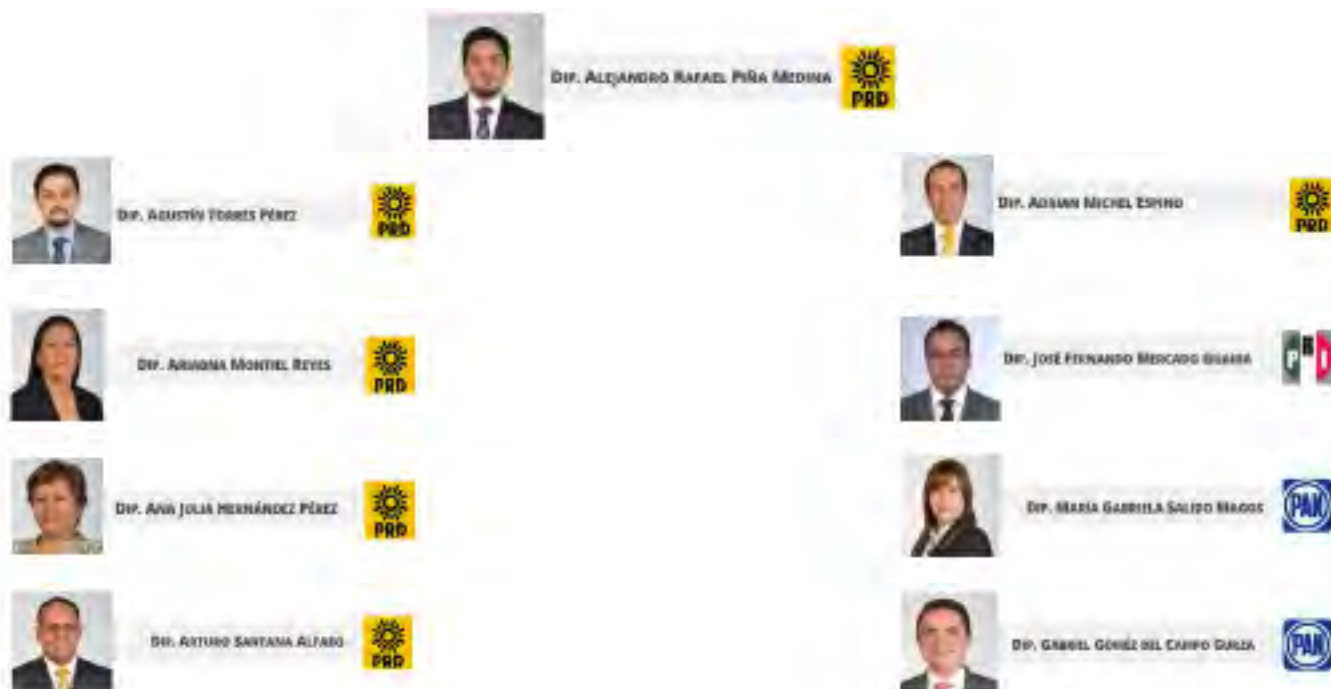 DIP. ALEJANDRO RAFAEL PIÑA MEDINA
PRD
DIP. AGUSTÍN TORRES PÉREZ
PRD
DIP. ADRIAN MICHEL ESPINO
PRD
DIP. ARIADNA MONTIEL REYES
PRD
DIP. JOSÉ FERNANDO MERCADO GUAIDA
PRI
DIP. ANA JULIA HERNÁNDEZ PÉREZ
PRD
DIP. MARÍA GABRIELA SALIDO MAGOS
PAN
DIP. ARTURO SANTANA ALFARO
PRD
DIP. GABRIEL GÓMEZ DEL CAMPO GURZA
PAN